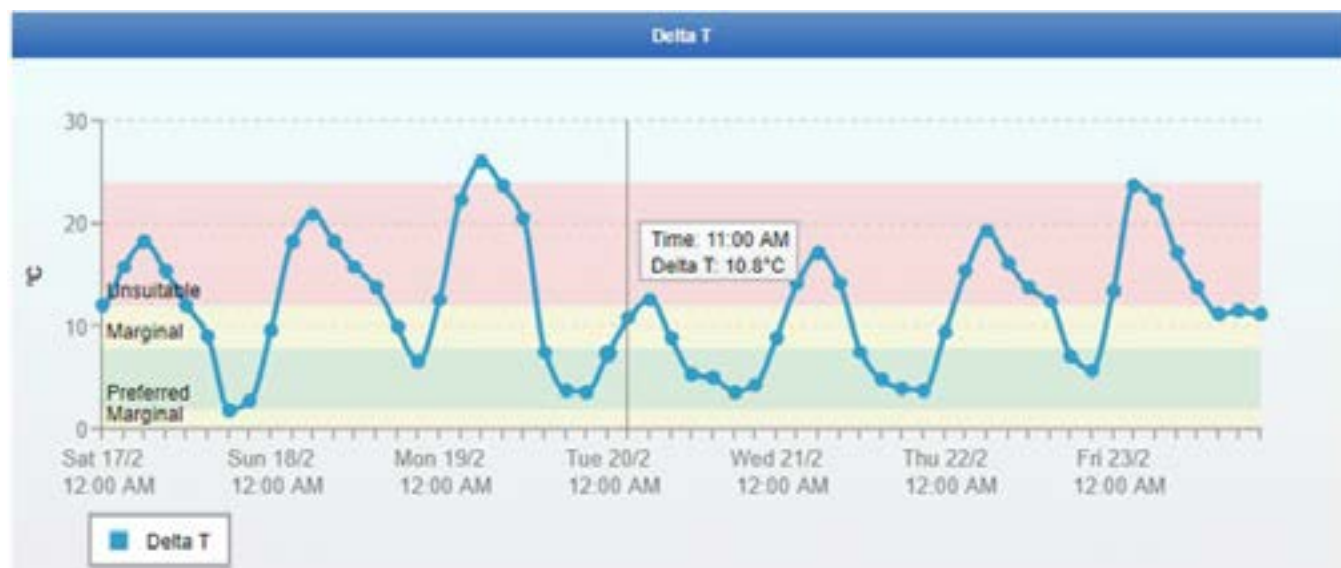 Delta T
30
20
10
0
°C
Unsuitable
Marginal
Preferred
Marginal
Time: 11:00 AM
Delta T: 10.8°C
Sat 17/2 Sun 18/2 Mon 19/2 Tue 20/2 Wed 21/2 Thu 22/2 Fri 23/2
12:00 AM 12:00 AM 12:00 AM 12:00 AM 12:00 AM 12:00 AM 12:00 AM
Delta T